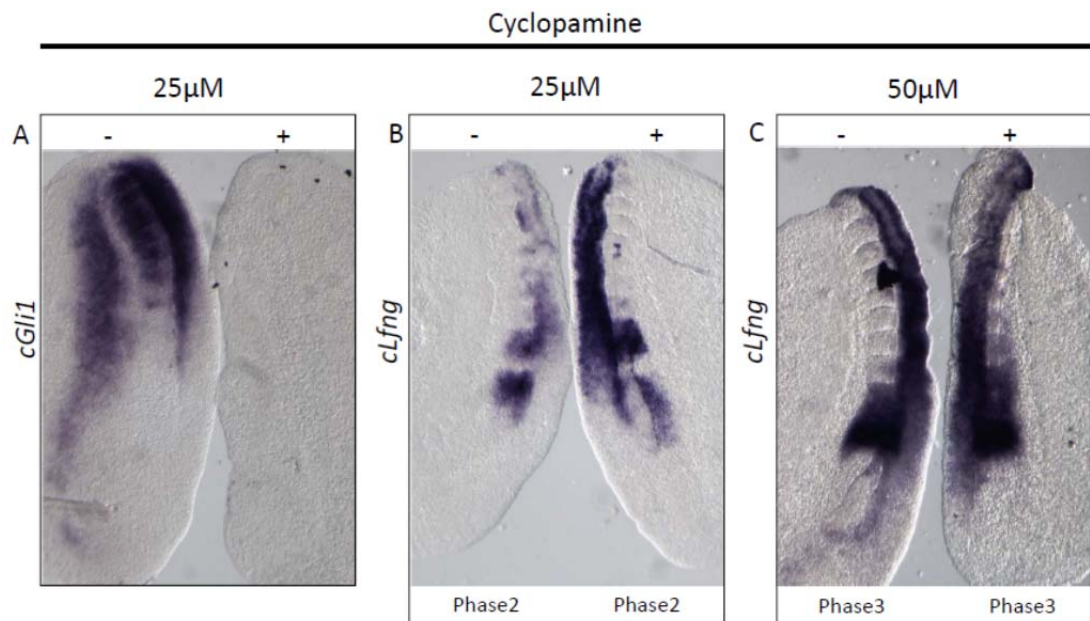 Cyclopamine
25μM 25μM 50μM
A - + B - + C - +
cGli1 cLfng cLfng
Phase2 Phase2 Phase3 Phase3